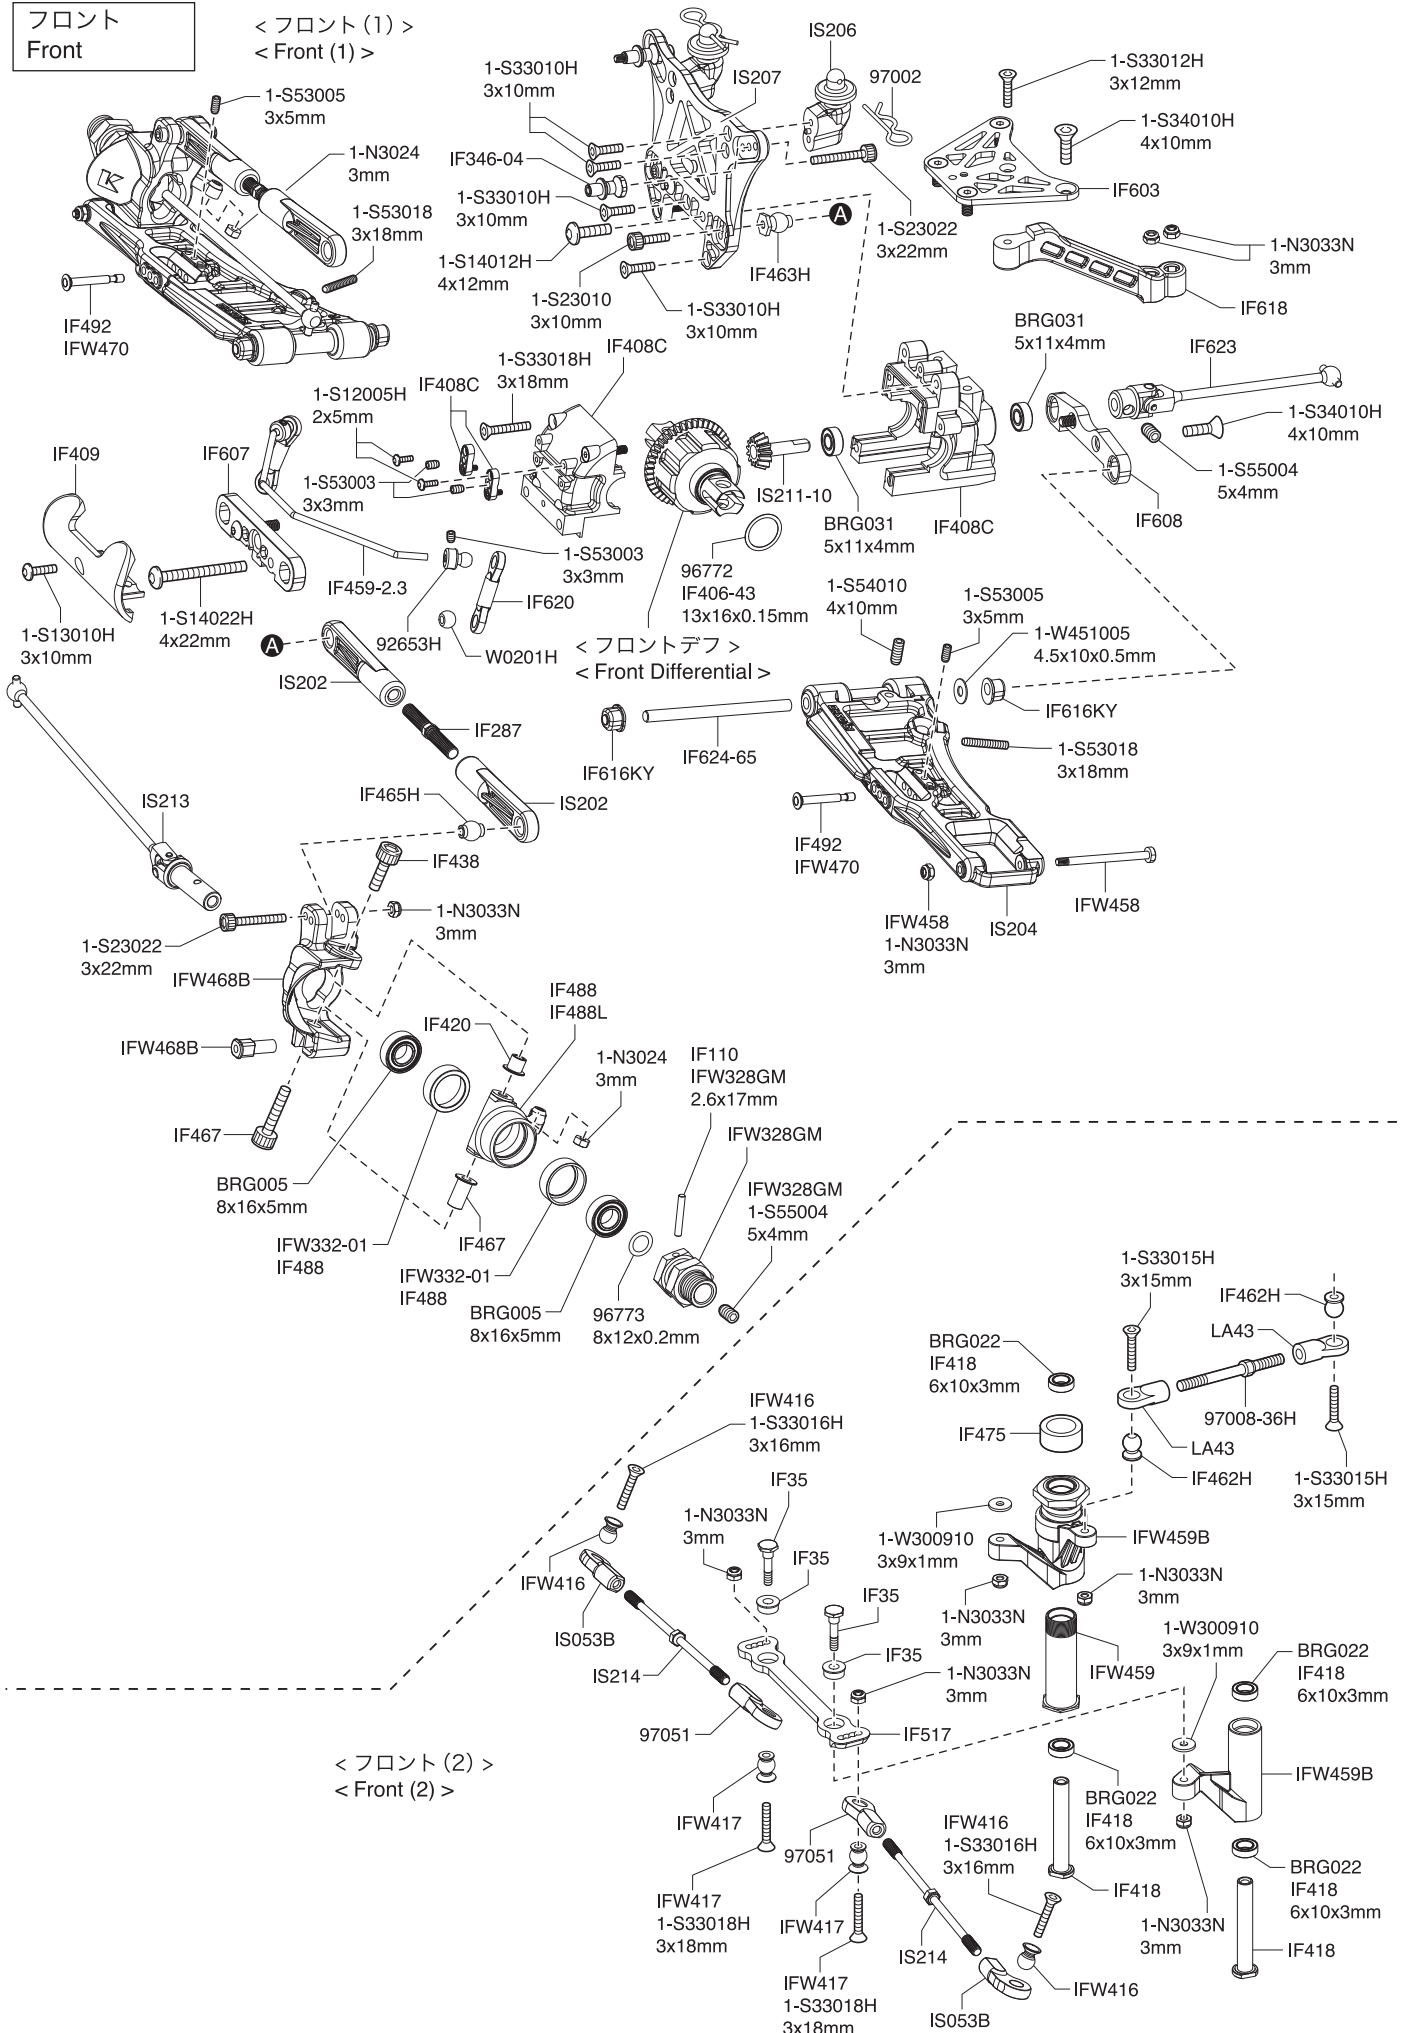 フロント
Front
< フロント (1) >
< Front (1) >
1-S53005
3x5mm
1-N3024
3mm
1-S53018
3x18mm
IF492
IFW470
1-S33010H
3x10mm
IS207
IF346-04
1-S33010H
3x10mm
1-S14012H
4x12mm
1-S23010
3x10mm
1-S33010H
3x10mm
IS206
97002
A
IF463H
1-S23022
3x22mm
1-S33012H
3x12mm
1-S34010H
4x10mm
IF603
1-N3033N
3mm
IF618
BRG031
5x11x4mm
IF623
1-S34010H
4x10mm
1-S55004
5x4mm
IF608
IF408C
1-S33018H
3x18mm
IF408C
1-S12005H
2x5mm
1-S53003
3x3mm
IF409
IF607
1-S13010H
3x10mm
1-S14022H
4x22mm
IF459-2.3
92653H
1-S53003
3x3mm
IF620
W0201H
IS211-10
BRG031
5x11x4mm
IF408C
96772
IF406-43
13x16x0.15mm
< フロントデフ >
< Front Differential >
1-S54010
4x10mm
1-S53005
3x5mm
1-W451005
4.5x10x0.5mm
IF616KY
1-S53018
3x18mm
IF616KY
IF624-65
IF492
IFW470
IFW458
1-N3033N
3mm
IS204
IFW458
A
IS202
IF287
IS202
IF465H
IS213
IF438
1-N3033N
3mm
1-S23022
3x22mm
IFW468B
IFW468B
IF467
BRG005
8x16x5mm
IFW332-01
IF488
IF420
IF488
IF488L
1-N3024
3mm
IF467
IFW332-01
IF488
BRG005
8x16x5mm
IF110
IFW328GM
2.6x17mm
IFW328GM
IFW328GM
1-S55004
5x4mm
96773
8x12x0.2mm
< フロント (2) >
< Front (2) >
1-S33015H
3x15mm
IF462H
LA43
97008-36H
LA43
IF462H
1-S33015H
3x15mm
BRG022
IF418
6x10x3mm
IF475
1-W300910
3x9x1mm
IFW459B
1-N3033N
3mm
1-N3033N
3mm
IFW459
1-W300910
3x9x1mm
BRG022
IF418
6x10x3mm
IFW459B
BRG022
IF418
6x10x3mm
IF418
BRG022
IF418
6x10x3mm
1-N3033N
3mm
IF418
IFW416
1-S33016H
3x16mm
IFW416
IS053B
IS214
97051
1-N3033N
3mm
IF35
IF35
IF35
IF35
1-N3033N
3mm
IF517
IFW417
IFW417
1-S33018H
3x18mm
97051
IFW417
IFW417
1-S33018H
3x18mm
IFW416
1-S33016H
3x16mm
IS214
IFW416
IS053B